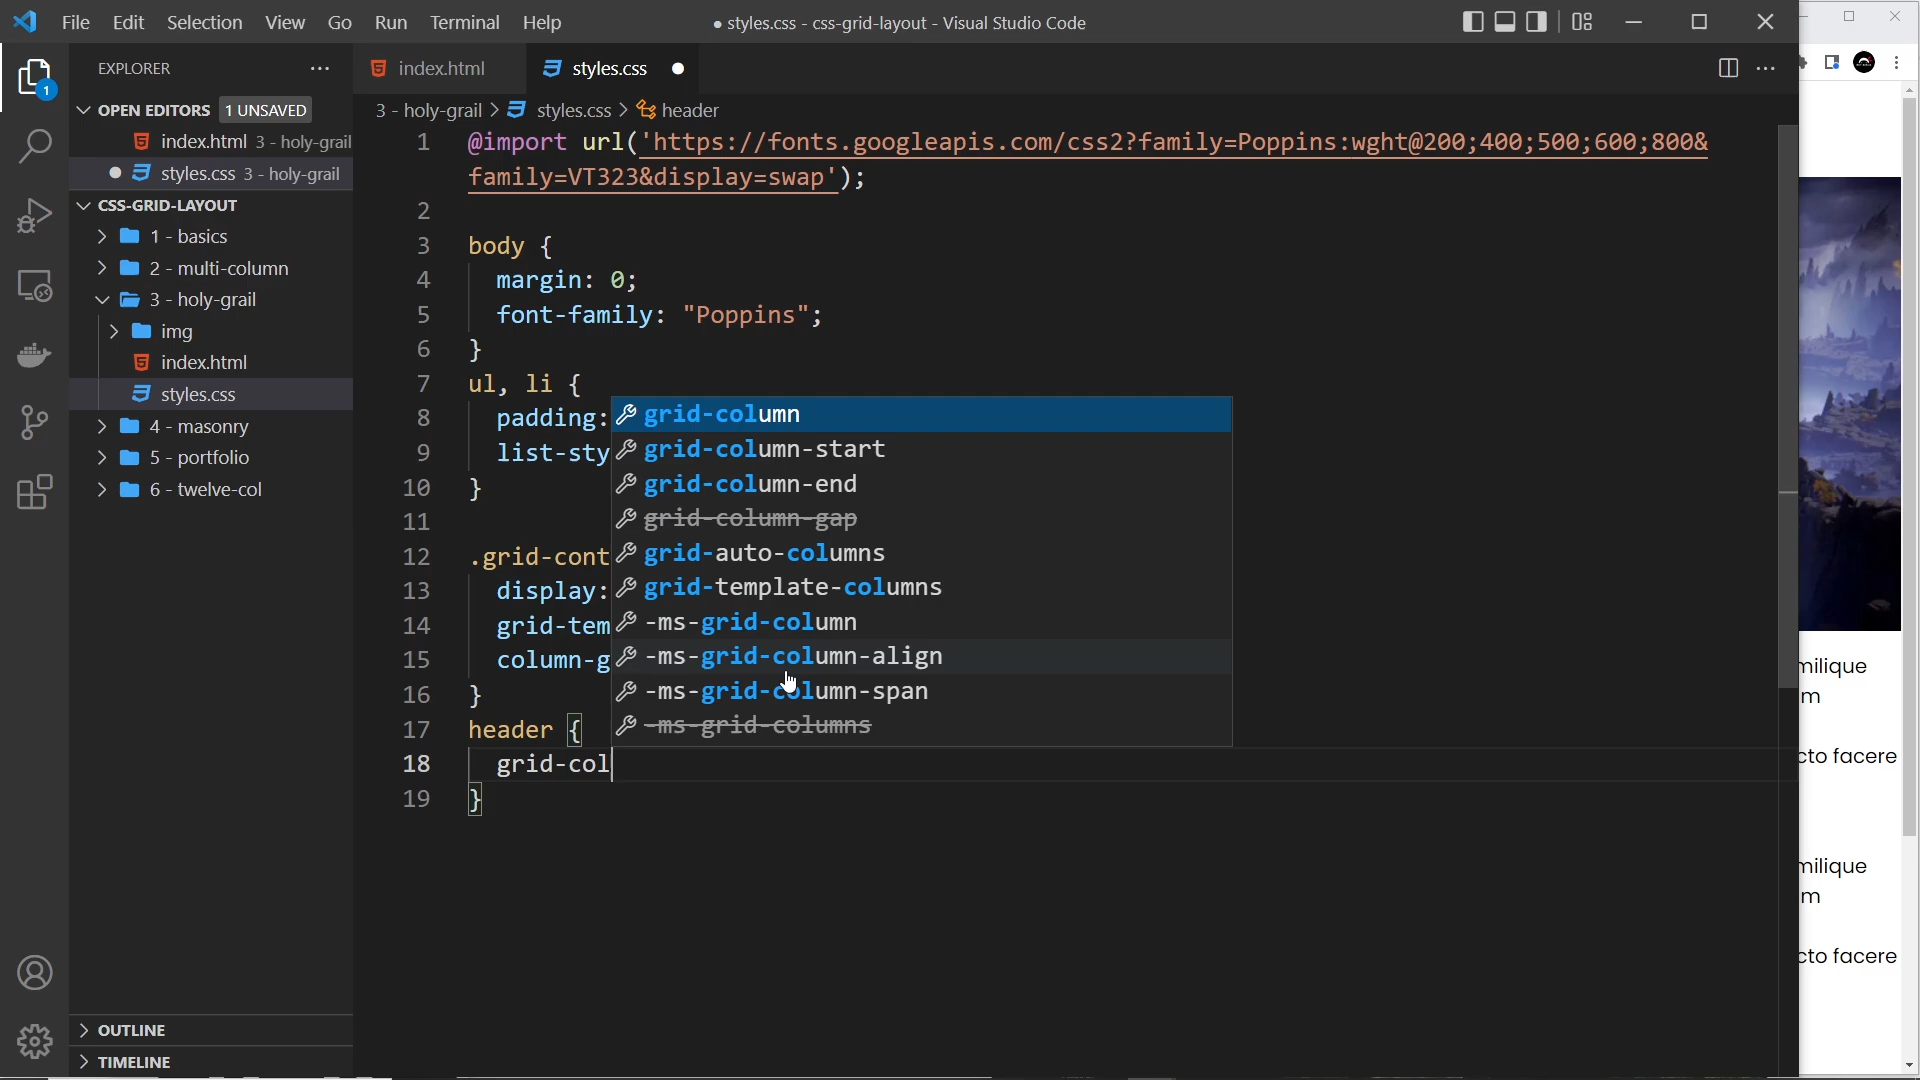 File Edit Selection View Go Run Terminal Help
● styles.css - css-grid-layout - Visual Studio Code
EXPLORER
OPEN EDITORS 1 UNSAVED
index.html 3 - holy-grail
styles.css 3 - holy-grail
CSS-GRID-LAYOUT
1 - basics
2 - multi-column
3 - holy-grail
img
index.html
styles.css
4 - masonry
5 - portfolio
6 - twelve-col
OUTLINE
TIMELINE
1
index.html
styles.css
3 - holy-grail > styles.css > header
1 @import url('https://fonts.googleapis.com/css2?family=Poppins:wght@200;400;500;600;800&
family=VT323&display=swap');
2
3 body {
4 margin: 0;
5 font-family: "Poppins";
6 }
7 ul, li {
8 padding:
9 list-sty
10 }
11
12 .grid-cont
13 display:
14 grid-tem
15 column-g
16 }
17 header {
18 grid-col
19 }
grid-column
grid-column-start
grid-column-end
grid-column-gap
grid-auto-columns
grid-template-columns
-ms-grid-column
-ms-grid-column-align
-ms-grid-column-span
-ms-grid-columns
milique
m
cto facere
milique
m
cto facere